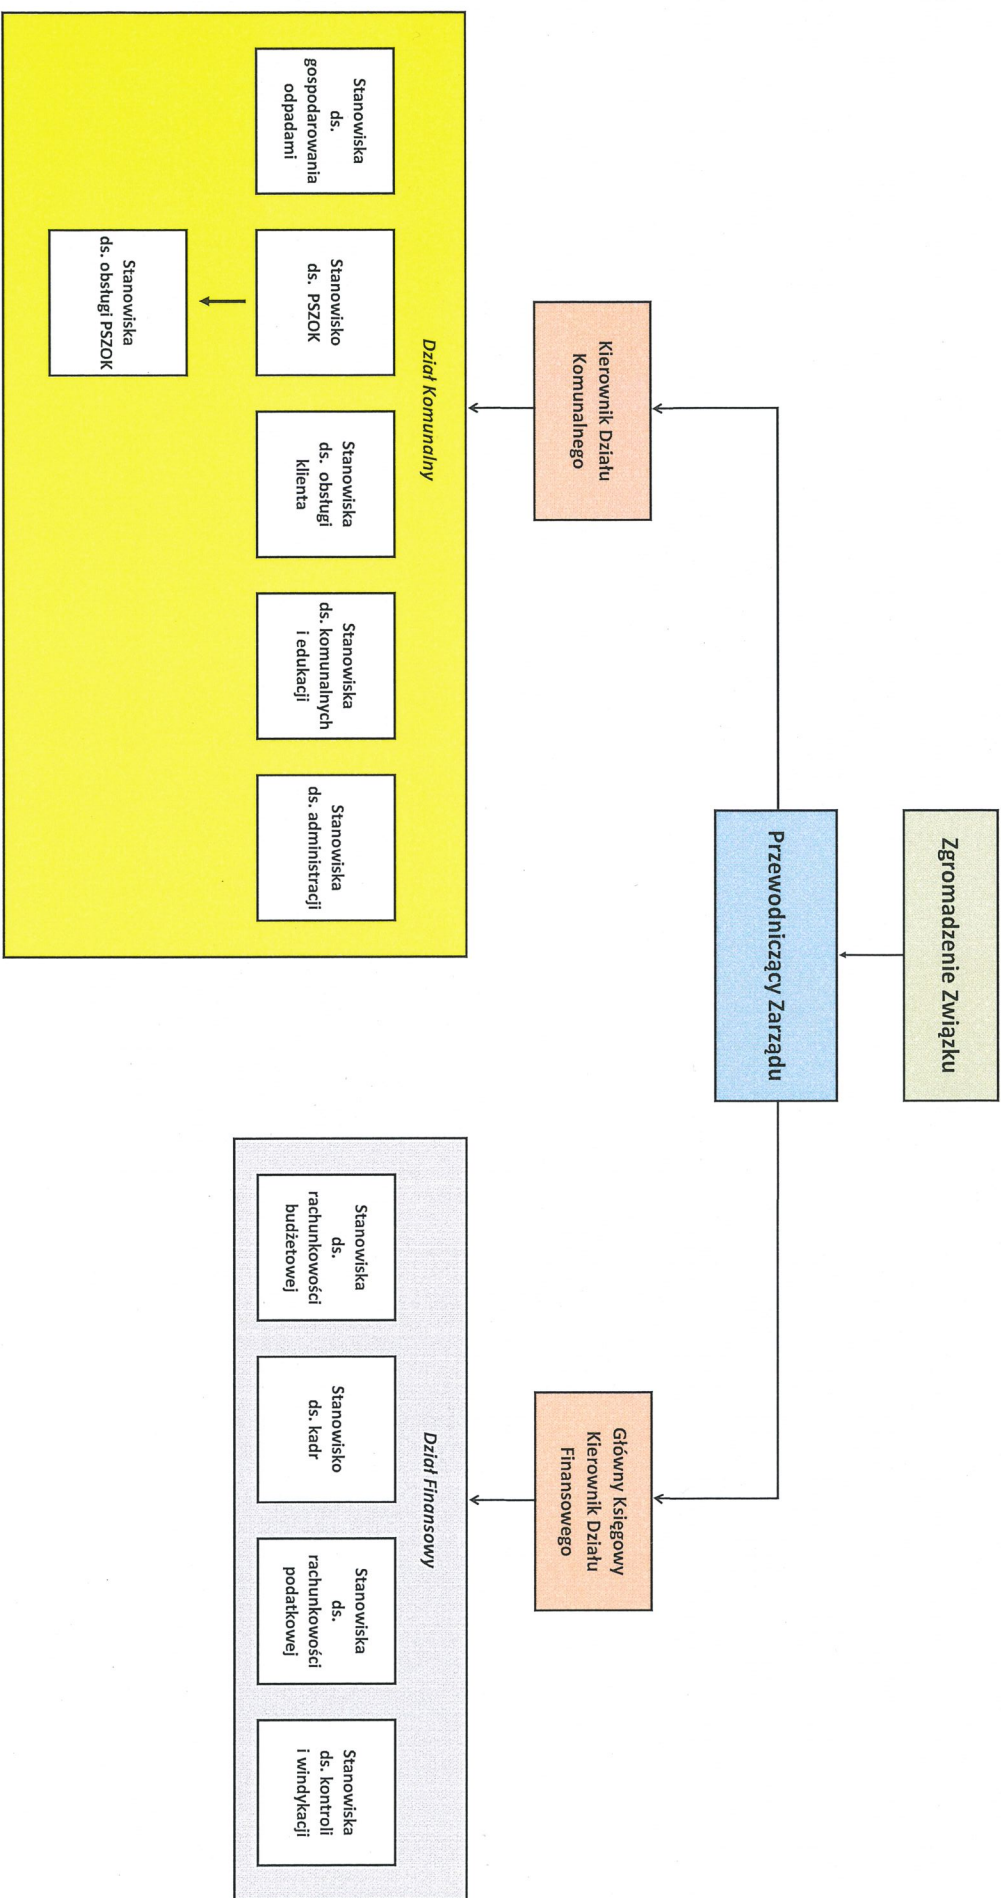 Zgromadzenie Związku
Przewodniczący Zarządu
Kierownik Działu
Komunalnego
Główny Księgowy
Kierownik Działu
Finansowego
Dział Komunalny
Stanowiska
ds.
gospodarowania
odpadami
Stanowisko
ds. PSZOK
Stanowiska
ds. obsługi
klienta
Stanowiska
ds. komunalnych
i edukacji
Stanowiska
ds. administracji
Stanowiska
ds. obsługi PSZOK
Dział Finansowy
Stanowiska
ds.
rachunkowości
budżetowej
Stanowisko
ds. kadr
Stanowiska
ds.
rachunkowości
podatkowej
Stanowiska
ds. kontroli
i windykacji